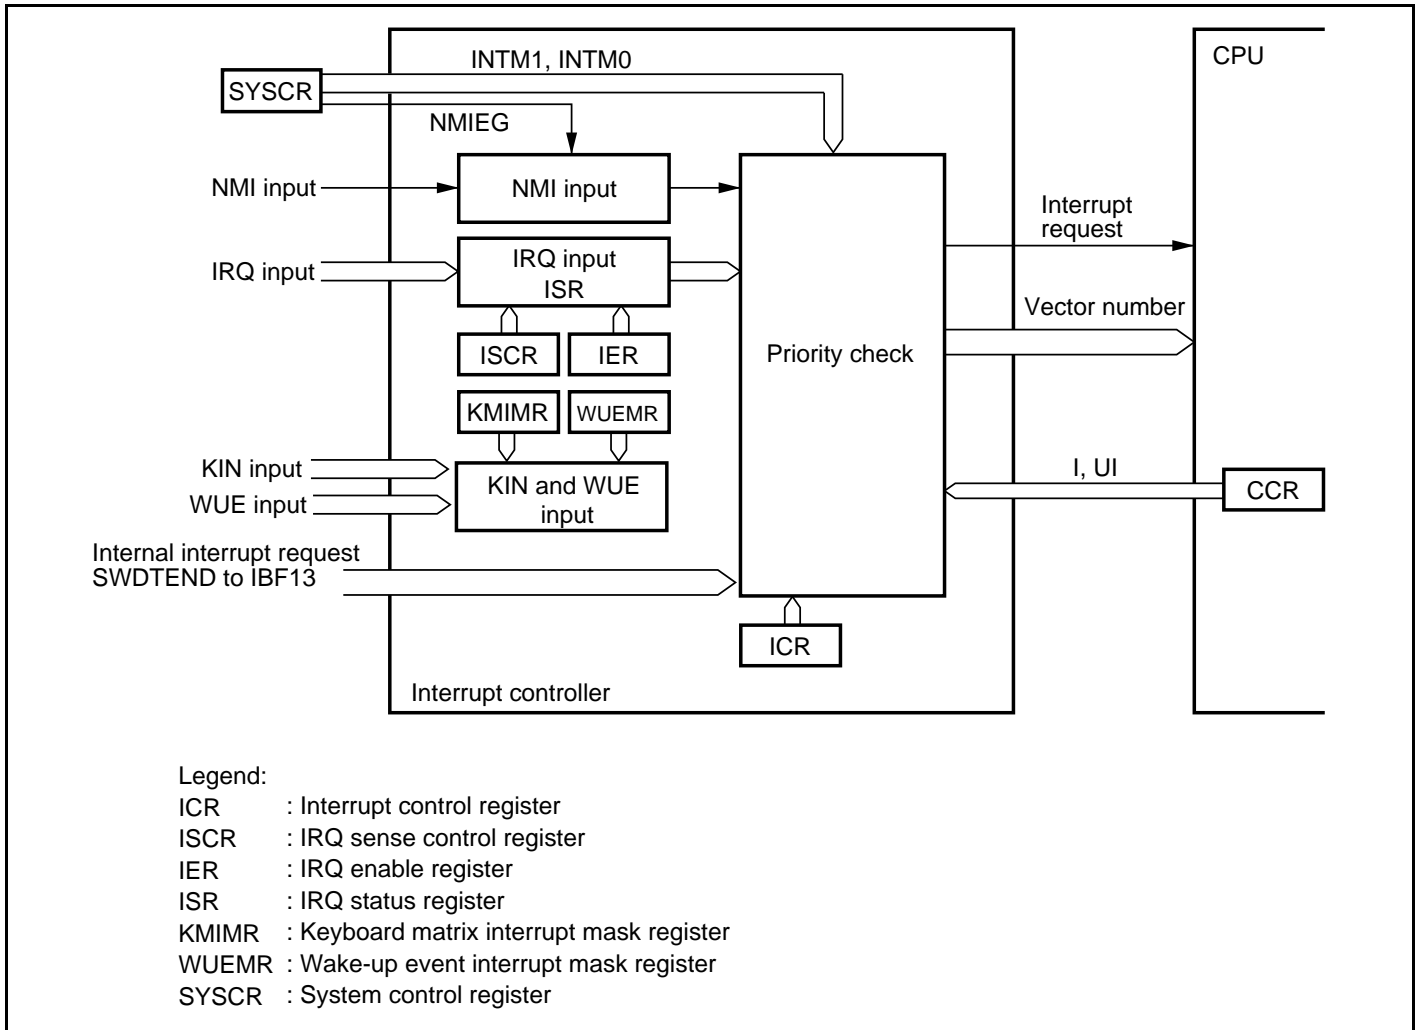 INTM1, INTM0
CPU
SYSCR
NMIEG
NMI input
NMI input
Interrupt
request
IRQ input
IRQ input
ISR
Vector number
ISCR
IER
Priority check
KMIMR
WUEMR
KIN input
WUE input
KIN and WUE
input
I, UI
CCR
Internal interrupt request
SWDTEND to IBF13
ICR
Interrupt controller
Legend:
ICR : Interrupt control register
ISCR : IRQ sense control register
IER : IRQ enable register
ISR : IRQ status register
KMIMR : Keyboard matrix interrupt mask register
WUEMR : Wake-up event interrupt mask register
SYSCR : System control register